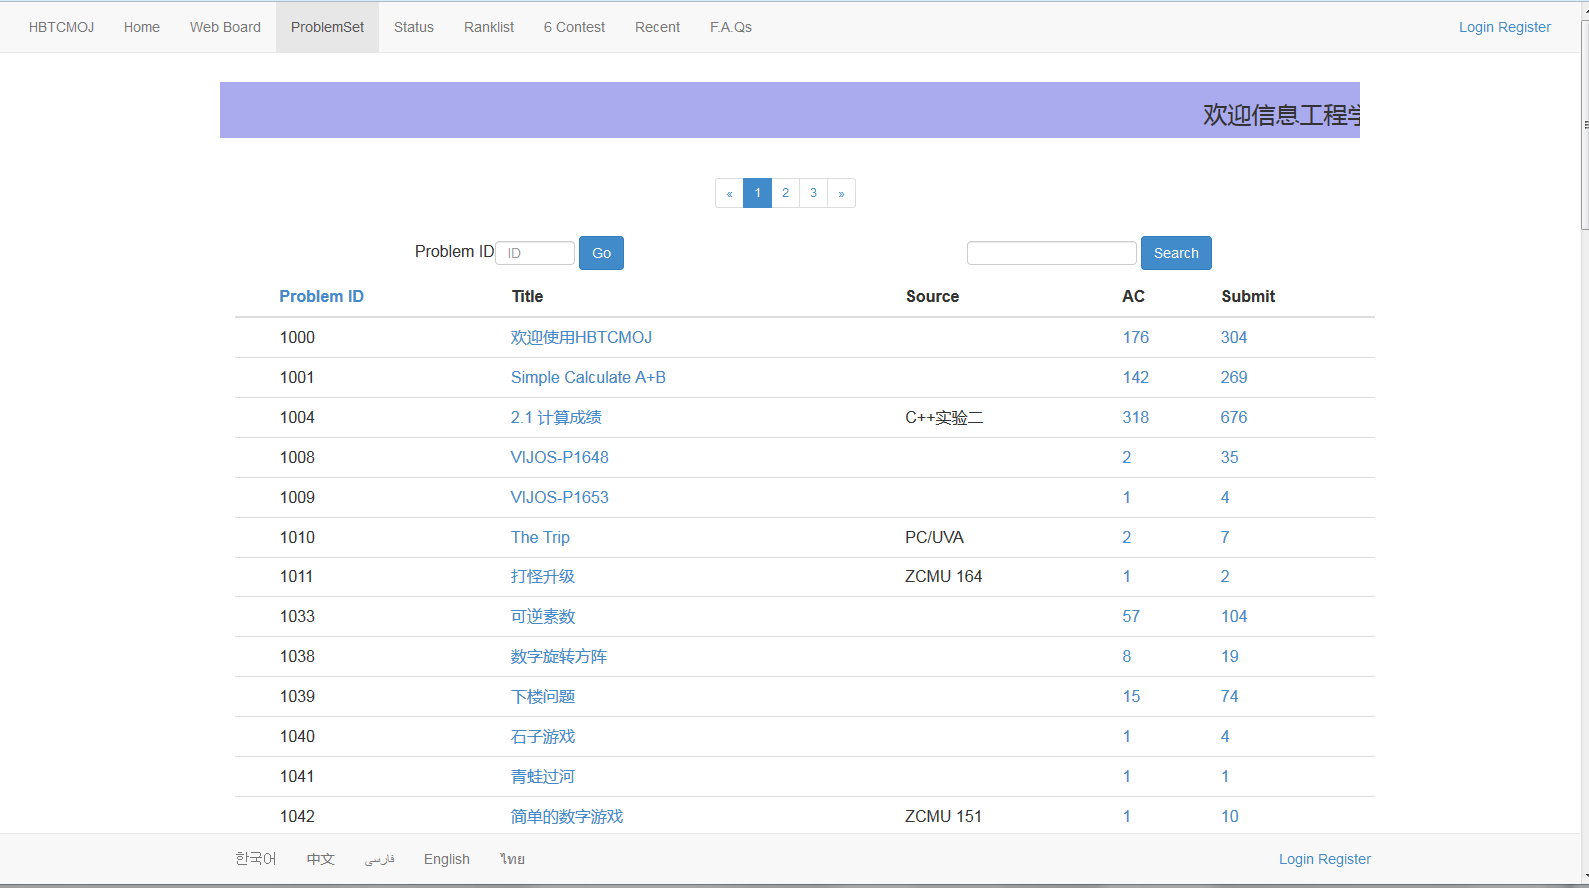 HBTCMOJ Home Web Board ProblemSet Status Ranklist 6 Contest Recent F.A.Qs Login Register
欢迎信息工程学
« 1 2 3 »
Problem ID ID Go Search
Problem ID Title Source AC Submit
1000 欢迎使用HBTCMOJ 176 304
1001 Simple Calculate A+B 142 269
1004 2.1 计算成绩 C++实验二 318 676
1008 VIJOS-P1648 2 35
1009 VIJOS-P1653 1 4
1010 The Trip PC/UVA 2 7
1011 打怪升级 ZCMU 164 1 2
1033 可逆素数 57 104
1038 数字旋转方阵 8 19
1039 下楼问题 15 74
1040 石子游戏 1 4
1041 青蛙过河 1 1
1042 简单的数字游戏 ZCMU 151 1 10
한국어 中文 فارسی English ไทย Login Register